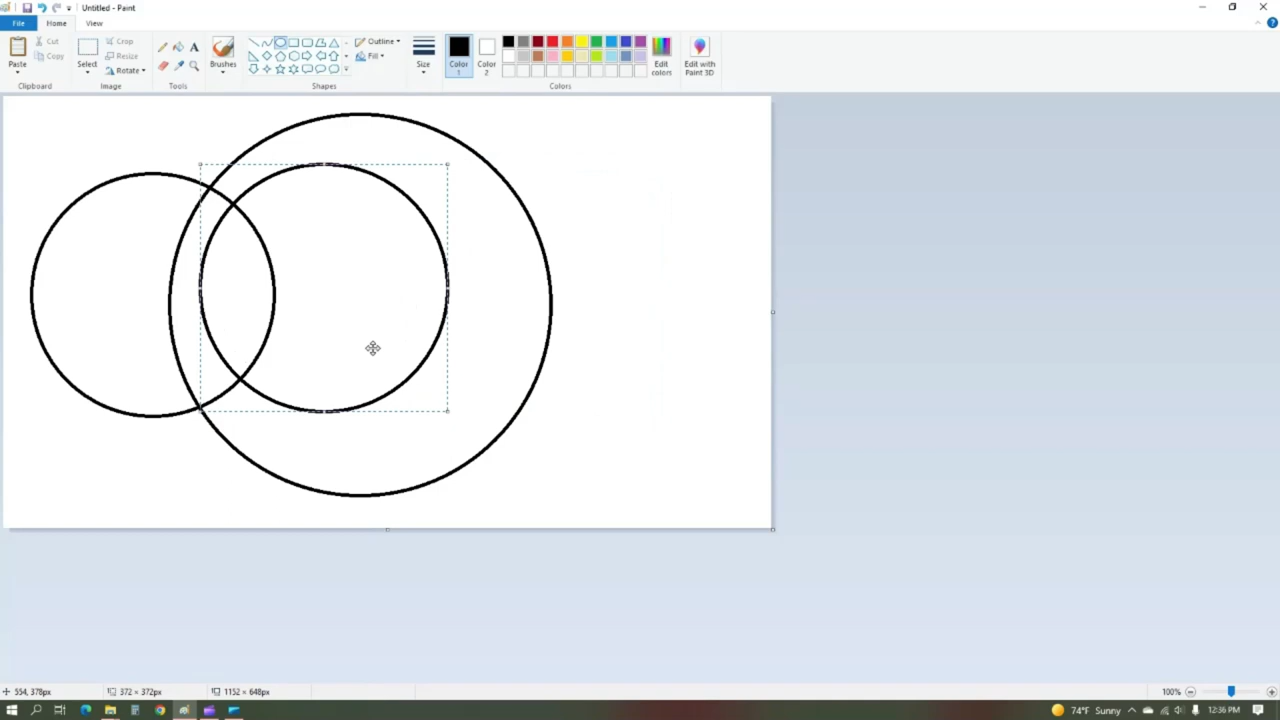 Untitled - Paint
File Home View
Paste Cut Copy
Clipboard
Select Crop Resize Rotate
Image
A
Tools
Brushes
Outline Fill
Shapes
Size
Color 1
Color 2
Edit colors
Colors
Edit with Paint 3D
554, 378px 372 × 372px 1152 × 648px 100%
74°F Sunny 12:36 PM